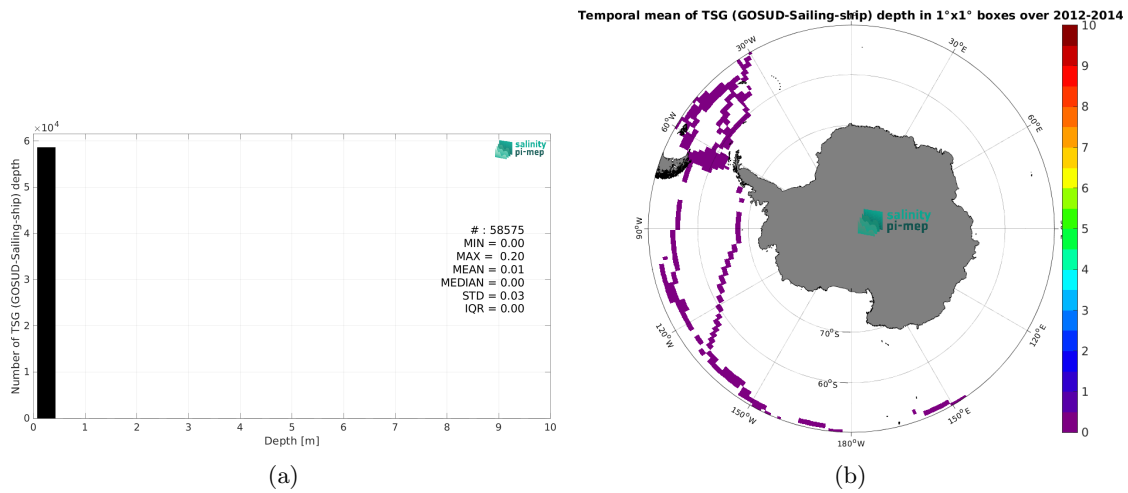 Temporal mean of TSG (GOSUD-Sailing-ship) depth in 1°x1° boxes over 2012-2014
×10⁴
6
5
4
3
2
1
0
Number of TSG (GOSUD-Sailing-ship) depth
salinity
pi-mep
# : 58575
MIN = 0.00
MAX = 0.20
MEAN = 0.01
MEDIAN = 0.00
STD = 0.03
IQR = 0.00
0 1 2 3 4 5 6 7 8 9 10
Depth [m]
(a)
30°W
30°E
60°W
60°E
90°W
salinity
pi-mep
120°W
120°E
70°S
60°S
150°W
150°E
180°W
10
9
8
7
6
5
4
3
2
1
0
(b)